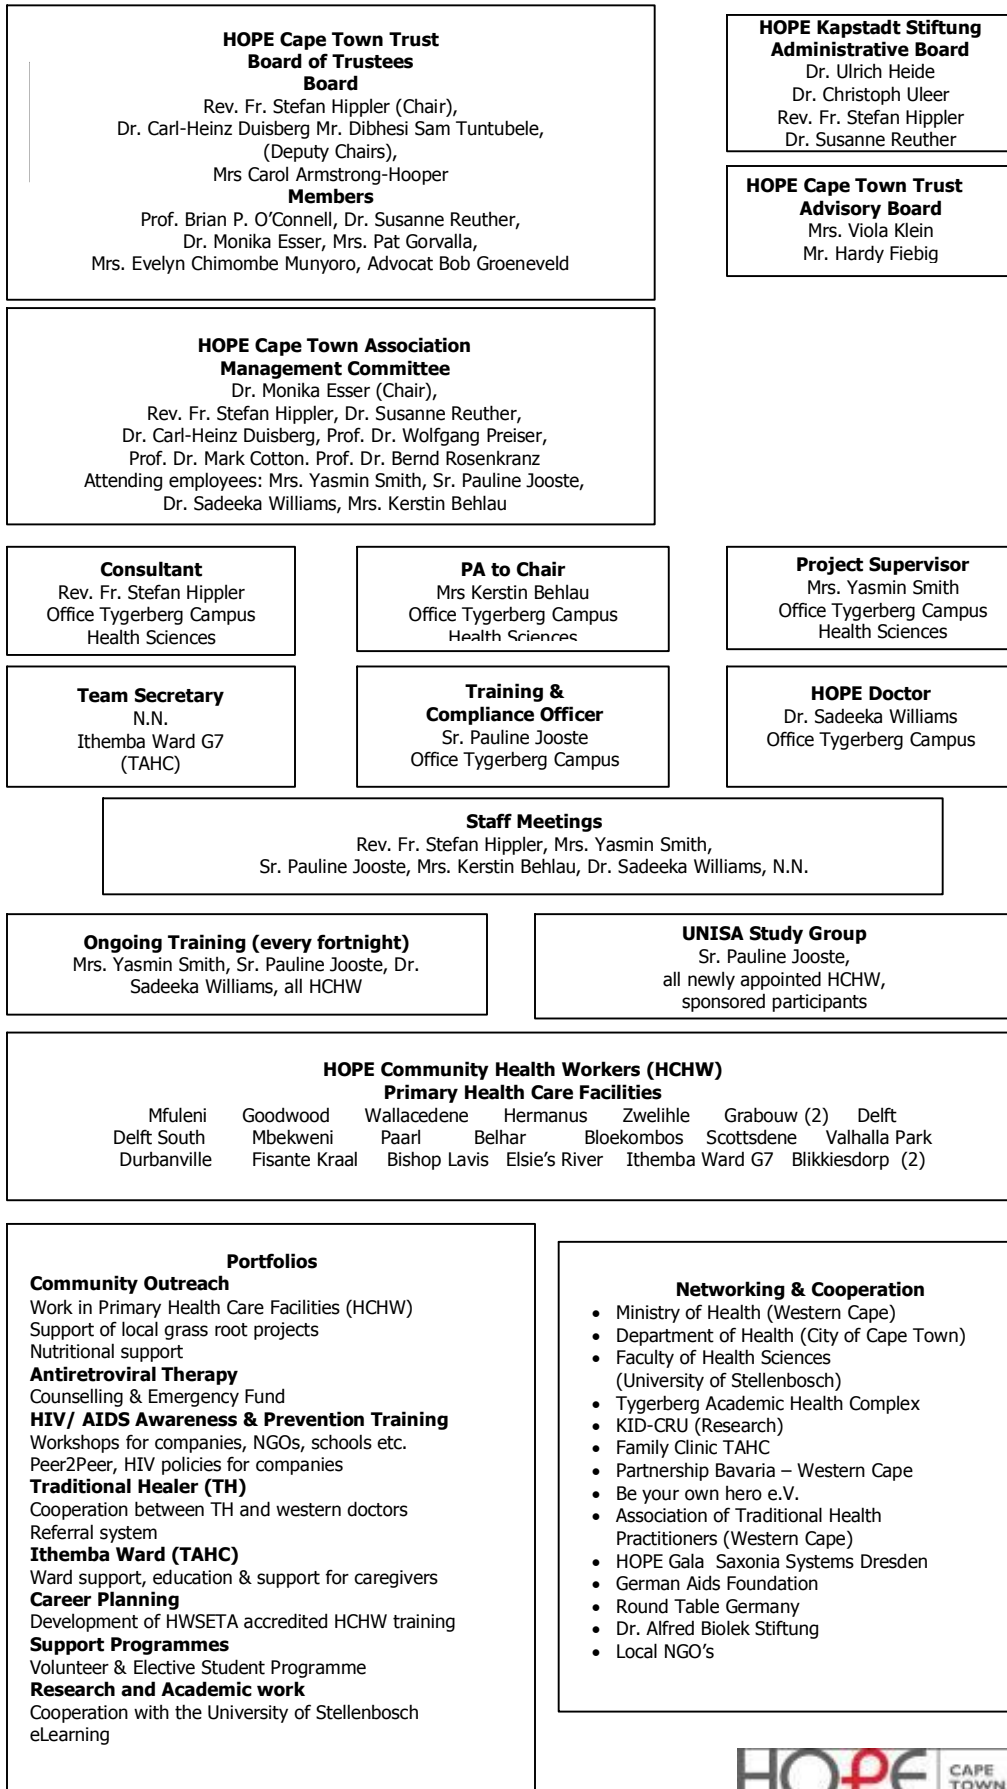 HOPE Cape Town Trust
Board of Trustees
Board
Rev. Fr. Stefan Hippler (Chair),
Dr. Carl-Heinz Duisberg Mr. Dibhesi Sam Tuntubele,
(Deputy Chairs),
Mrs Carol Armstrong-Hooper
Members
Prof. Brian P. O’Connell, Dr. Susanne Reuther,
Dr. Monika Esser, Mrs. Pat Gorvalla,
Mrs. Evelyn Chimombe Munyoro, Advocat Bob Groeneveld
HOPE Kapstadt Stiftung
Administrative Board
Dr. Ulrich Heide
Dr. Christoph Uleer
Rev. Fr. Stefan Hippler
Dr. Susanne Reuther
HOPE Cape Town Trust
Advisory Board
Mrs. Viola Klein
Mr. Hardy Fiebig
HOPE Cape Town Association
Management Committee
Dr. Monika Esser (Chair),
Rev. Fr. Stefan Hippler, Dr. Susanne Reuther,
Dr. Carl-Heinz Duisberg, Prof. Dr. Wolfgang Preiser,
Prof. Dr. Mark Cotton. Prof. Dr. Bernd Rosenkranz
Attending employees: Mrs. Yasmin Smith, Sr. Pauline Jooste,
Dr. Sadeeka Williams, Mrs. Kerstin Behlau
Consultant
Rev. Fr. Stefan Hippler
Office Tygerberg Campus
Health Sciences
PA to Chair
Mrs Kerstin Behlau
Office Tygerberg Campus
Health Sciences
Project Supervisor
Mrs. Yasmin Smith
Office Tygerberg Campus
Health Sciences
Team Secretary
N.N.
Ithemba Ward G7
(TAHC)
Training &
Compliance Officer
Sr. Pauline Jooste
Office Tygerberg Campus
HOPE Doctor
Dr. Sadeeka Williams
Office Tygerberg Campus
Staff Meetings
Rev. Fr. Stefan Hippler, Mrs. Yasmin Smith,
Sr. Pauline Jooste, Mrs. Kerstin Behlau, Dr. Sadeeka Williams, N.N.
Ongoing Training (every fortnight)
Mrs. Yasmin Smith, Sr. Pauline Jooste, Dr.
Sadeeka Williams, all HCHW
UNISA Study Group
Sr. Pauline Jooste,
all newly appointed HCHW,
sponsored participants
HOPE Community Health Workers (HCHW)
Primary Health Care Facilities
Mfuleni Goodwood Wallacedene Hermanus Zwelihle Grabouw (2) Delft
Delft South Mbekweni Paarl Belhar Bloekombos Scottsdene Valhalla Park
Durbanville Fisante Kraal Bishop Lavis Elsie’s River Ithemba Ward G7 Blikkiesdorp (2)
Portfolios
Community Outreach
Work in Primary Health Care Facilities (HCHW)
Support of local grass root projects
Nutritional support
Antiretroviral Therapy
Counselling & Emergency Fund
HIV/ AIDS Awareness & Prevention Training
Workshops for companies, NGOs, schools etc.
Peer2Peer, HIV policies for companies
Traditional Healer (TH)
Cooperation between TH and western doctors
Referral system
Ithemba Ward (TAHC)
Ward support, education & support for caregivers
Career Planning
Development of HWSETA accredited HCHW training
Support Programmes
Volunteer & Elective Student Programme
Research and Academic work
Cooperation with the University of Stellenbosch
eLearning
Networking & Cooperation
• Ministry of Health (Western Cape)
• Department of Health (City of Cape Town)
• Faculty of Health Sciences
(University of Stellenbosch)
• Tygerberg Academic Health Complex
• KID-CRU (Research)
• Family Clinic TAHC
• Partnership Bavaria – Western Cape
• Be your own hero e.V.
• Association of Traditional Health
Practitioners (Western Cape)
• HOPE Gala Saxonia Systems Dresden
• German Aids Foundation
• Round Table Germany
• Dr. Alfred Biolek Stiftung
• Local NGO’s
HOPE CAPE
TOWN